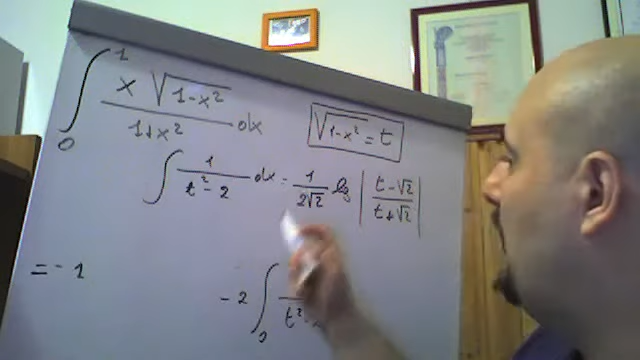 ∫₀¹ x √(1-x²) / (1+x²) dx   √(1-x²) = t
∫ 1/(t²-2) dx = 1/(2√2) log |(t-√2)/(t+√2)|
= - 1   - 2 ∫₀ / t² -